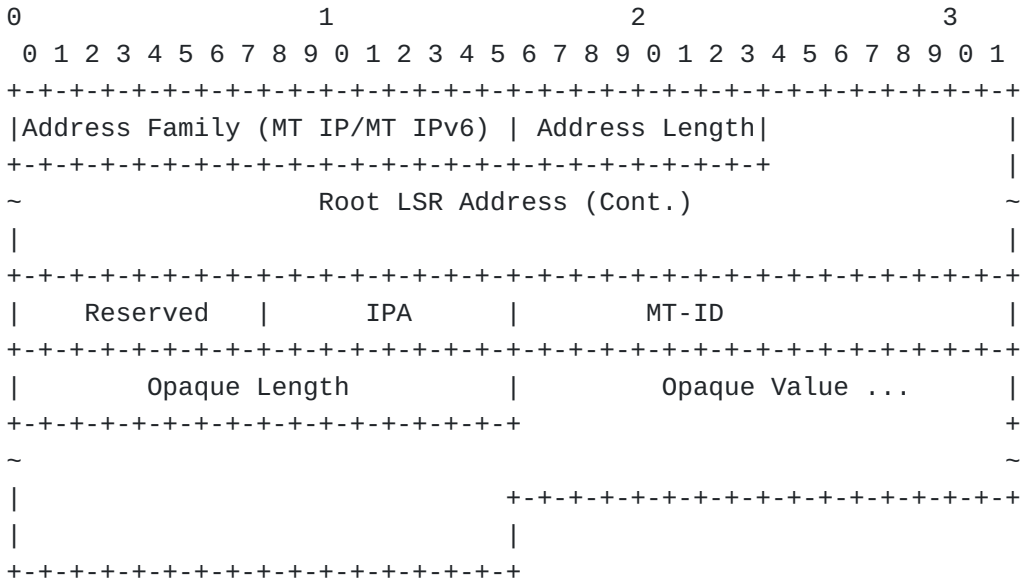 0                   1                   2                   3
 0 1 2 3 4 5 6 7 8 9 0 1 2 3 4 5 6 7 8 9 0 1 2 3 4 5 6 7 8 9 0 1
+-+-+-+-+-+-+-+-+-+-+-+-+-+-+-+-+-+-+-+-+-+-+-+-+-+-+-+-+-+-+-+-+
|Address Family (MT IP/MT IPv6) | Address Length|               |
+-+-+-+-+-+-+-+-+-+-+-+-+-+-+-+-+-+-+-+-+-+-+-+-+               |
~                   Root LSR Address (Cont.)                    ~
|                                                               |
+-+-+-+-+-+-+-+-+-+-+-+-+-+-+-+-+-+-+-+-+-+-+-+-+-+-+-+-+-+-+-+-+
|    Reserved   |      IPA      |        MT-ID                  |
+-+-+-+-+-+-+-+-+-+-+-+-+-+-+-+-+-+-+-+-+-+-+-+-+-+-+-+-+-+-+-+-+
|        Opaque Length          |         Opaque Value ...      |
+-+-+-+-+-+-+-+-+-+-+-+-+-+-+-+-+                               +
~                                                               ~
|                               +-+-+-+-+-+-+-+-+-+-+-+-+-+-+-+-+
|                               |
+-+-+-+-+-+-+-+-+-+-+-+-+-+-+-+-+